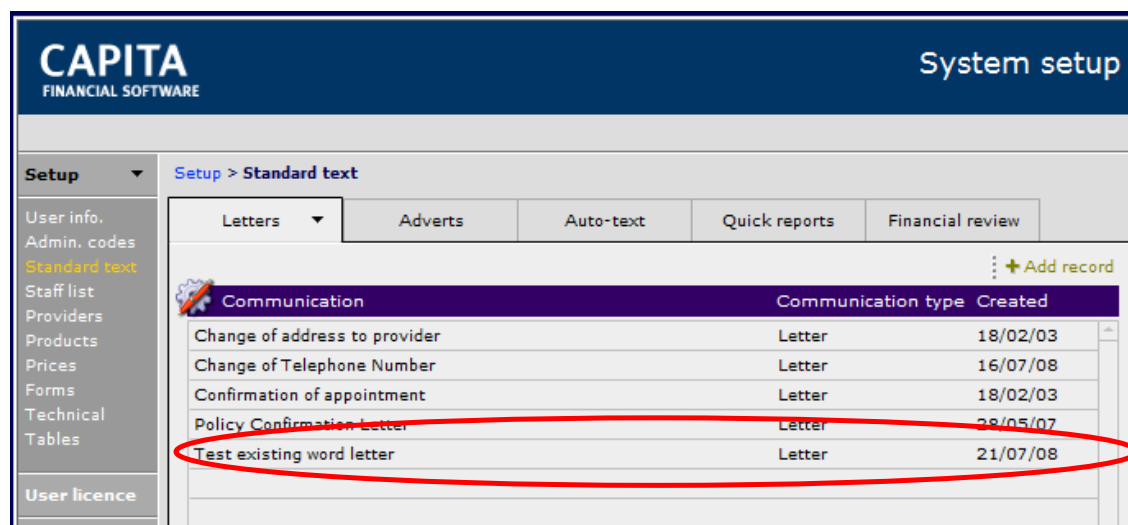 CAPITA
FINANCIAL SOFTWARE
System setup
Setup
User info.
Admin. codes
Standard text
Staff list
Providers
Products
Prices
Forms
Technical
Tables
User licence
Setup > Standard text
Letters Adverts Auto-text Quick reports Financial review
+ Add record
Communication Communication type Created
Change of address to provider Letter 18/02/03
Change of Telephone Number Letter 16/07/08
Confirmation of appointment Letter 18/02/03
Policy Confirmation Letter Letter 28/05/07
Test existing word letter Letter 21/07/08